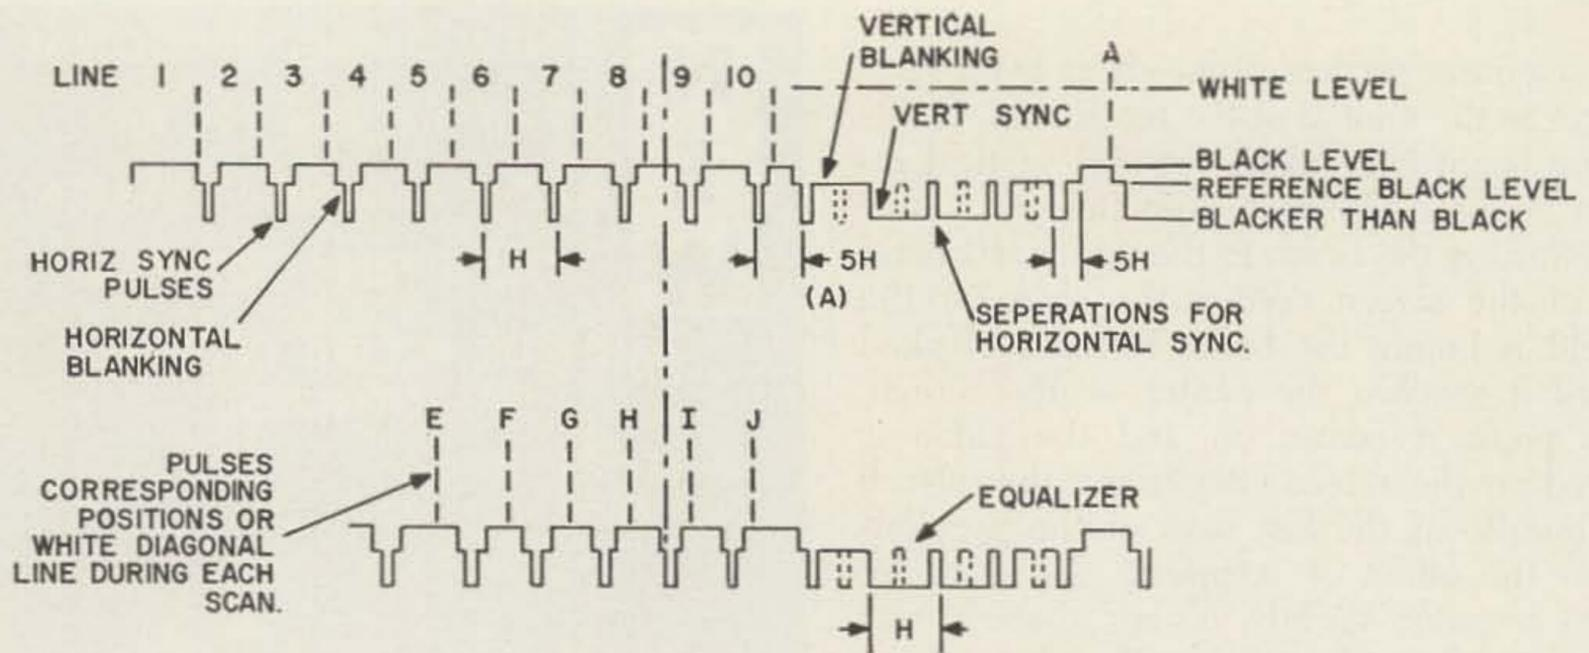 VERTICAL
BLANKING
LINE 1 2 3 4 5 6 7 8 9 10
A
WHITE LEVEL
VERT SYNC
BLACK LEVEL
REFERENCE BLACK LEVEL
BLACKER THAN BLACK
HORIZ SYNC
PULSES
H
5H
(A)
5H
HORIZONTAL
BLANKING
SEPERATIONS FOR
HORIZONTAL SYNC.
E F G H I J
PULSES
CORRESPONDING
POSITIONS OR
WHITE DIAGONAL
LINE DURING EACH
SCAN.
EQUALIZER
H